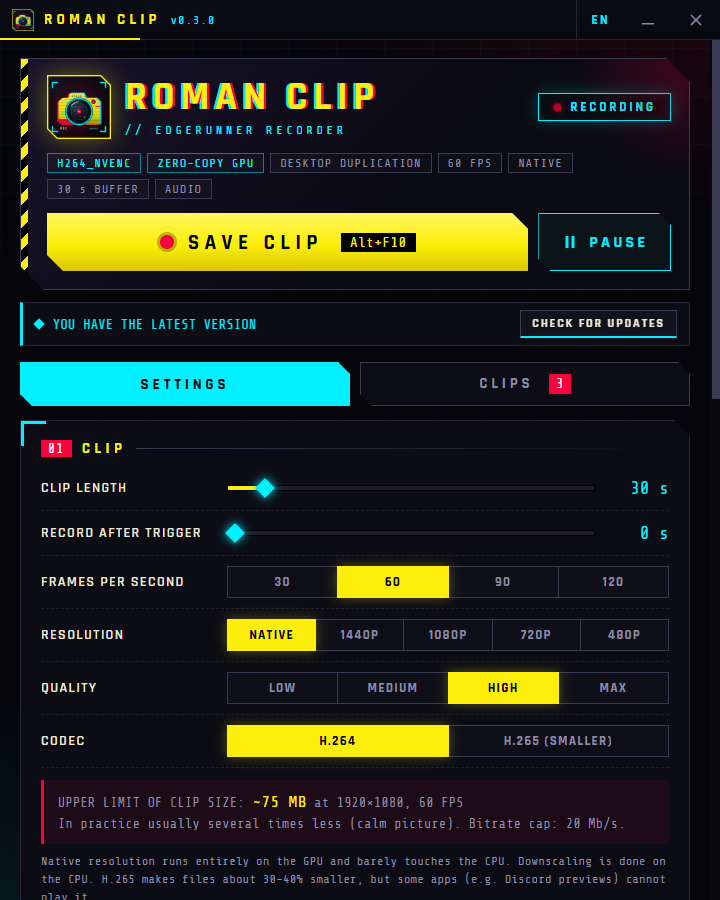 ROMAN CLIP v0.3.0 EN
ROMAN CLIP
// EDGERUNNER RECORDER
RECORDING
H264_NVENC ZERO-COPY GPU DESKTOP DUPLICATION 60 FPS NATIVE
30 s BUFFER AUDIO
SAVE CLIP Alt+F10 PAUSE
YOU HAVE THE LATEST VERSION CHECK FOR UPDATES
SETTINGS CLIPS 3
01 CLIP
CLIP LENGTH 30 s
RECORD AFTER TRIGGER 0 s
FRAMES PER SECOND 30 60 90 120
RESOLUTION NATIVE 1440P 1080P 720P 480P
QUALITY LOW MEDIUM HIGH MAX
CODEC H.264 H.265 (SMALLER)
UPPER LIMIT OF CLIP SIZE: ~75 MB at 1920×1080, 60 FPS
In practice usually several times less (calm picture). Bitrate cap: 20 Mb/s.
Native resolution runs entirely on the GPU and barely touches the CPU. Downscaling is done on
the CPU. H.265 makes files about 30–40% smaller, but some apps (e.g. Discord previews) cannot
play it.